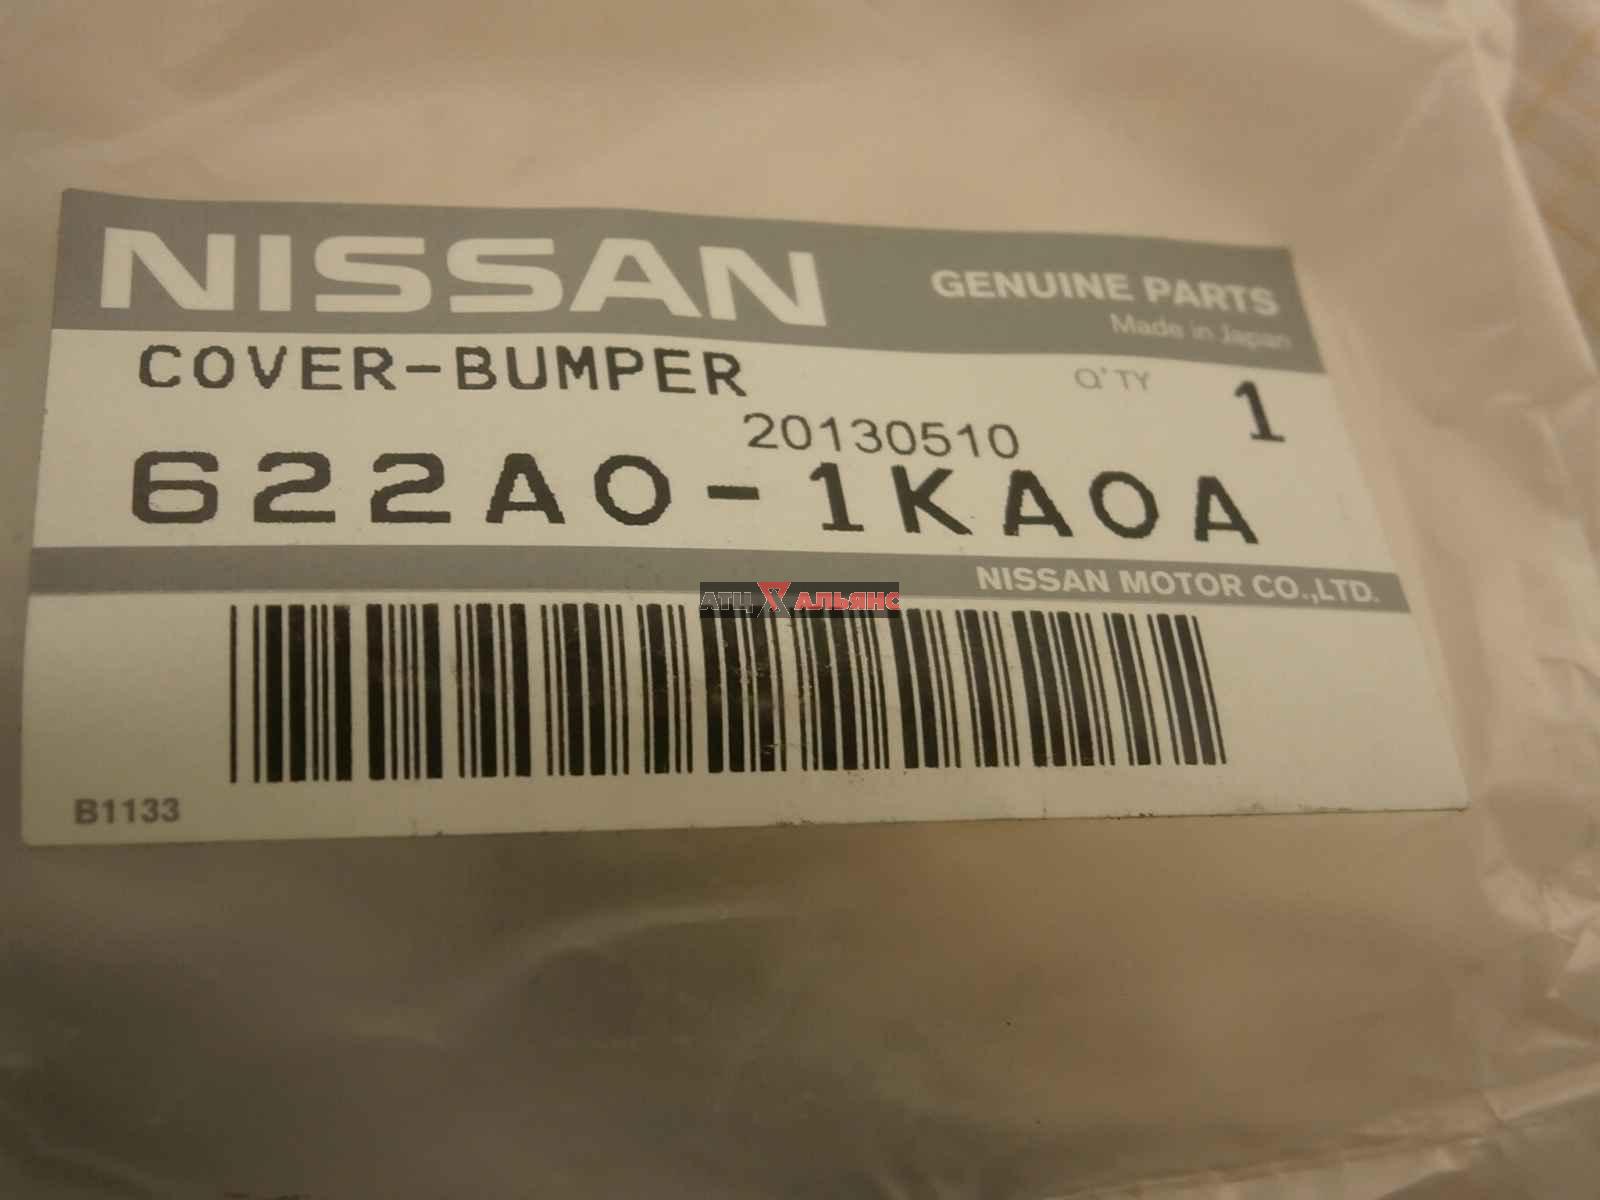 NISSAN
GENUINE PARTS
Made in Japan
COVER-BUMPER
Q'TY 1
20130510
622A0-1KA0A
NISSAN MOTOR CO.,LTD.
АТЦ АЛЬЯНС
B1133